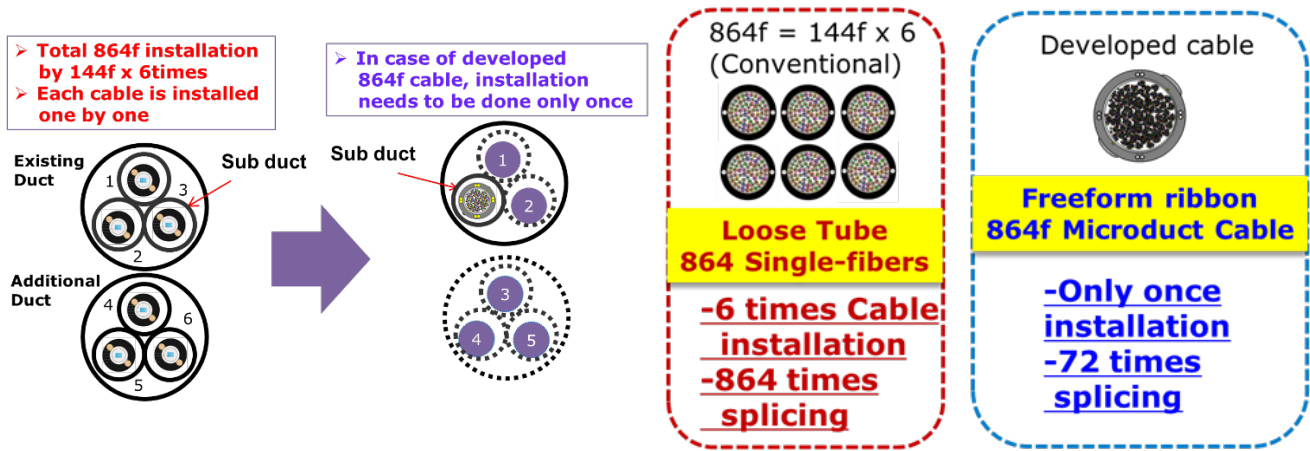 ➢ Total 864f installation
by 144f x 6times
➢ Each cable is installed
one by one
Existing
Duct
1
3
2
Sub duct
Additional
Duct
4
6
5
➢ In case of developed
864f cable, installation
needs to be done only once
Sub duct
1
2
3
4
5
864f = 144f x 6
(Conventional)
Loose Tube
864 Single-fibers
-6 times Cable
installation
-864 times
splicing
Developed cable
Freeform ribbon
864f Microduct Cable
-Only once
installation
-72 times
splicing